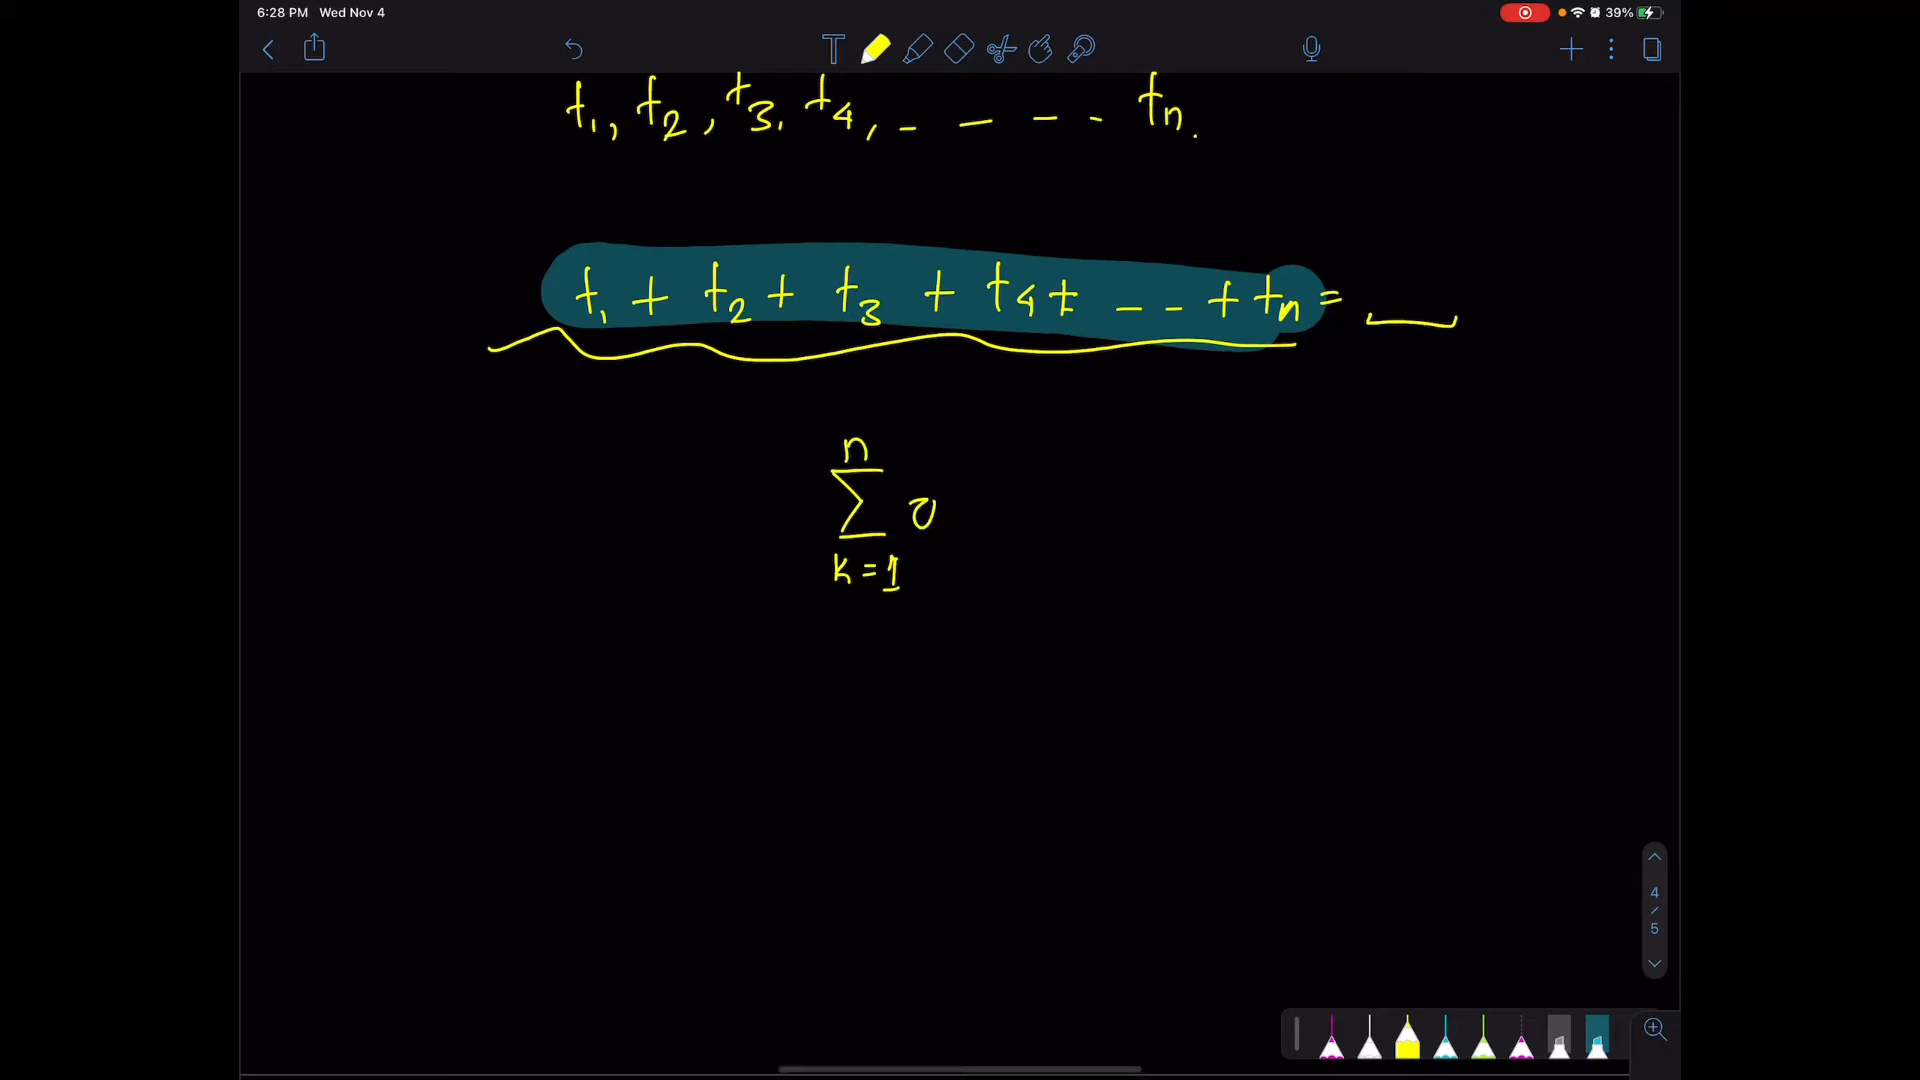 6:28 PM Wed Nov 4
39%
t₁, t₂, t₃, t₄, - - - - tₙ.
t₁ + t₂ + t₃ + t₄ + - - + tₙ = __
n
∑
k = 1
4
/
5